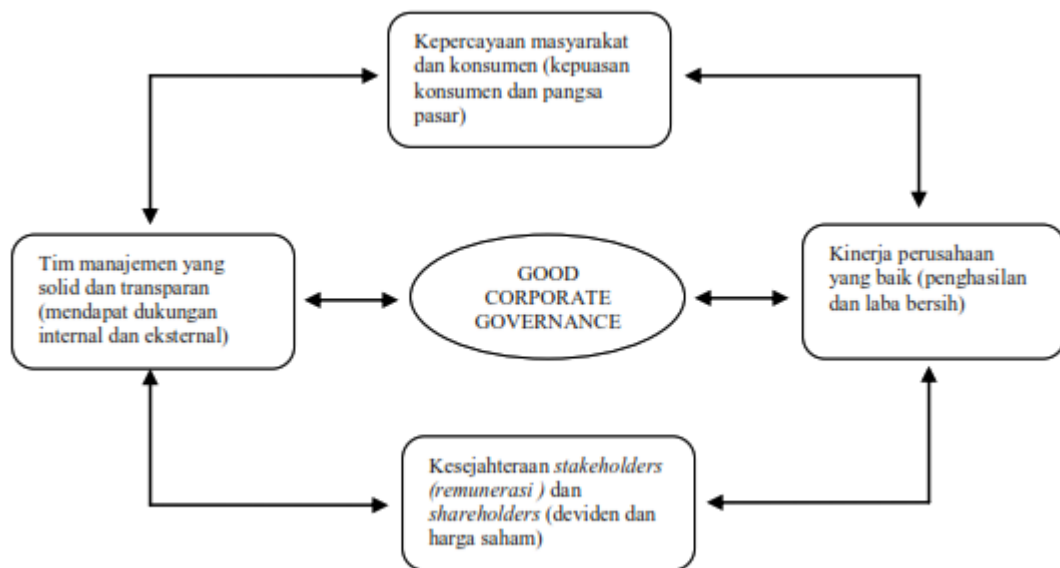 Kepercayaan masyarakat
dan konsumen (kepuasan
konsumen dan pangsa
pasar)
Tim manajemen yang
solid dan transparan
(mendapat dukungan
internal dan eksternal)
GOOD
CORPORATE
GOVERNANCE
Kinerja perusahaan
yang baik (penghasilan
dan laba bersih)
Kesejahteraan stakeholders
(remunerasi ) dan
shareholders (deviden dan
harga saham)